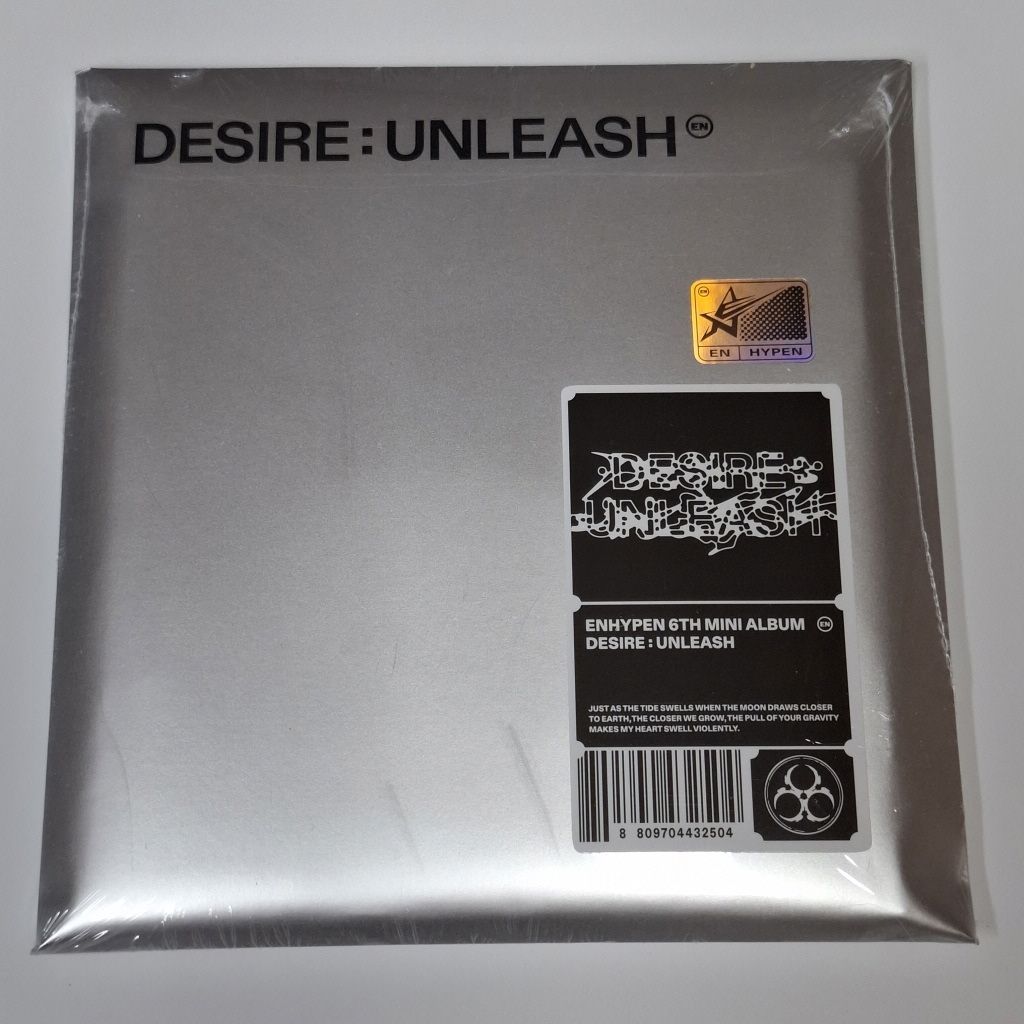 DESIRE : UNLEASH EN
EN
EN HYPEN
DESIRE :
UNLEASH
ENHYPEN 6TH MINI ALBUM EN
DESIRE : UNLEASH
JUST AS THE TIDE SWELLS WHEN THE MOON DRAWS CLOSER
TO EARTH, THE CLOSER WE GROW, THE PULL OF YOUR GRAVITY
MAKES MY HEART SWELL VIOLENTLY.
8 809704432504